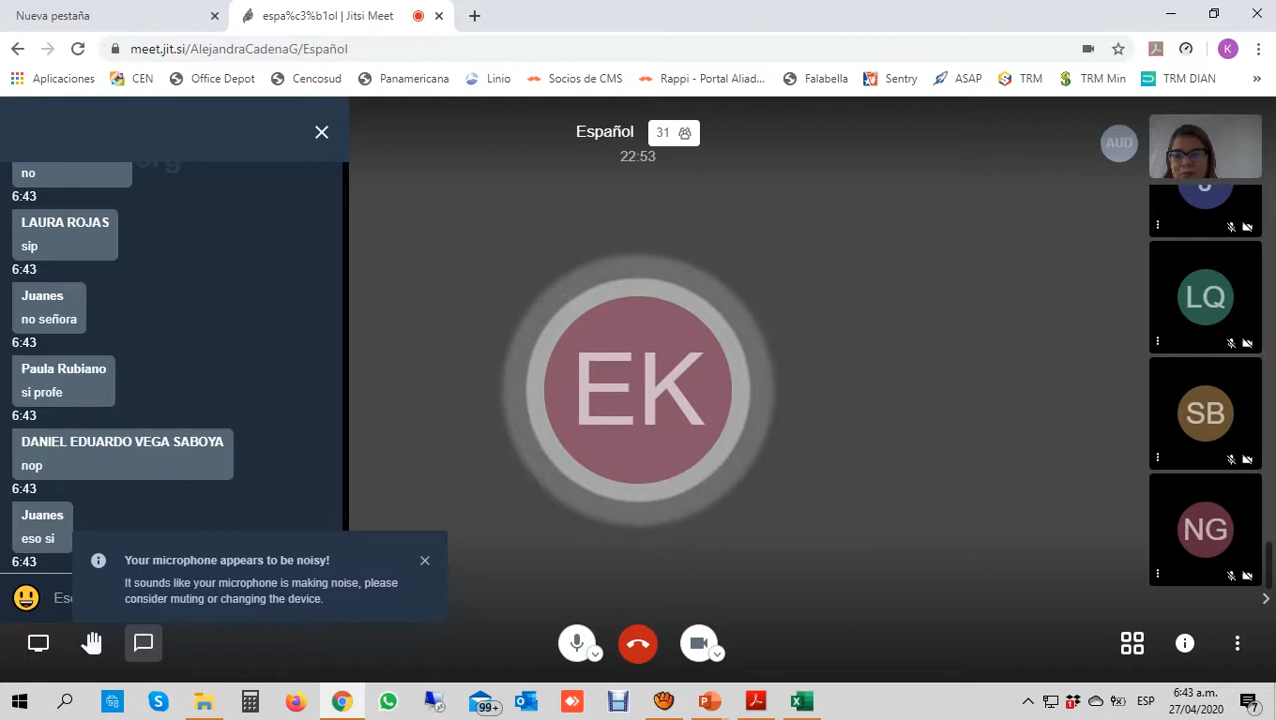 Nueva pestaña
espa%c3%b1ol | Jitsi Meet
meet.jit.si/AlejandraCadenaG/Español
K
Aplicaciones
CEN
Office Depot
Cencosud
Panamericana
Linio
Socios de CMS
Rappi - Portal Aliad...
Falabella
Sentry
ASAP
TRM
TRM Min
TRM DIAN
»
Español
31
22:53
AUD
no
6:43
LAURA ROJAS
sip
6:43
Juanes
no señora
6:43
Paula Rubiano
si profe
6:43
DANIEL EDUARDO VEGA SABOYA
nop
6:43
Juanes
eso si
6:43
Your microphone appears to be noisy!
It sounds like your microphone is making noise, please
consider muting or changing the device.
EK
LQ
SB
NG
99+
ESP
6:43 a.m.
27/04/2020
7